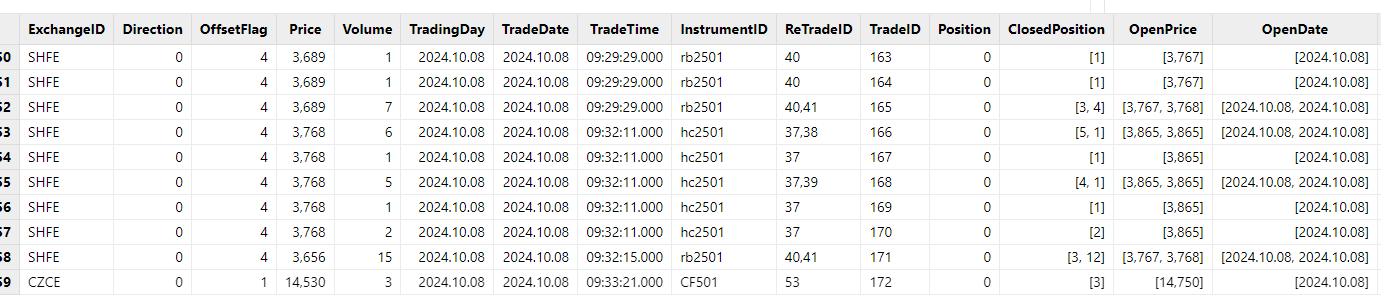 ExchangeID Direction OffsetFlag Price Volume TradingDay TradeDate TradeTime InstrumentID ReTradeID TradeID Position ClosedPosition OpenPrice OpenDate
50 SHFE 0 4 3,689 1 2024.10.08 2024.10.08 09:29:29.000 rb2501 40 163 0 [1] [3,767] [2024.10.08]
51 SHFE 0 4 3,689 1 2024.10.08 2024.10.08 09:29:29.000 rb2501 40 164 0 [1] [3,767] [2024.10.08]
52 SHFE 0 4 3,689 7 2024.10.08 2024.10.08 09:29:29.000 rb2501 40,41 165 0 [3, 4] [3,767, 3,768] [2024.10.08, 2024.10.08]
53 SHFE 0 4 3,768 6 2024.10.08 2024.10.08 09:32:11.000 hc2501 37,38 166 0 [5, 1] [3,865, 3,865] [2024.10.08, 2024.10.08]
54 SHFE 0 4 3,768 1 2024.10.08 2024.10.08 09:32:11.000 hc2501 37 167 0 [1] [3,865] [2024.10.08]
55 SHFE 0 4 3,768 5 2024.10.08 2024.10.08 09:32:11.000 hc2501 37,39 168 0 [4, 1] [3,865, 3,865] [2024.10.08, 2024.10.08]
56 SHFE 0 4 3,768 1 2024.10.08 2024.10.08 09:32:11.000 hc2501 37 169 0 [1] [3,865] [2024.10.08]
57 SHFE 0 4 3,768 2 2024.10.08 2024.10.08 09:32:11.000 hc2501 37 170 0 [2] [3,865] [2024.10.08]
58 SHFE 0 4 3,656 15 2024.10.08 2024.10.08 09:32:15.000 rb2501 40,41 171 0 [3, 12] [3,767, 3,768] [2024.10.08, 2024.10.08]
59 CZCE 0 1 14,530 3 2024.10.08 2024.10.08 09:33:21.000 CF501 53 172 0 [3] [14,750] [2024.10.08]